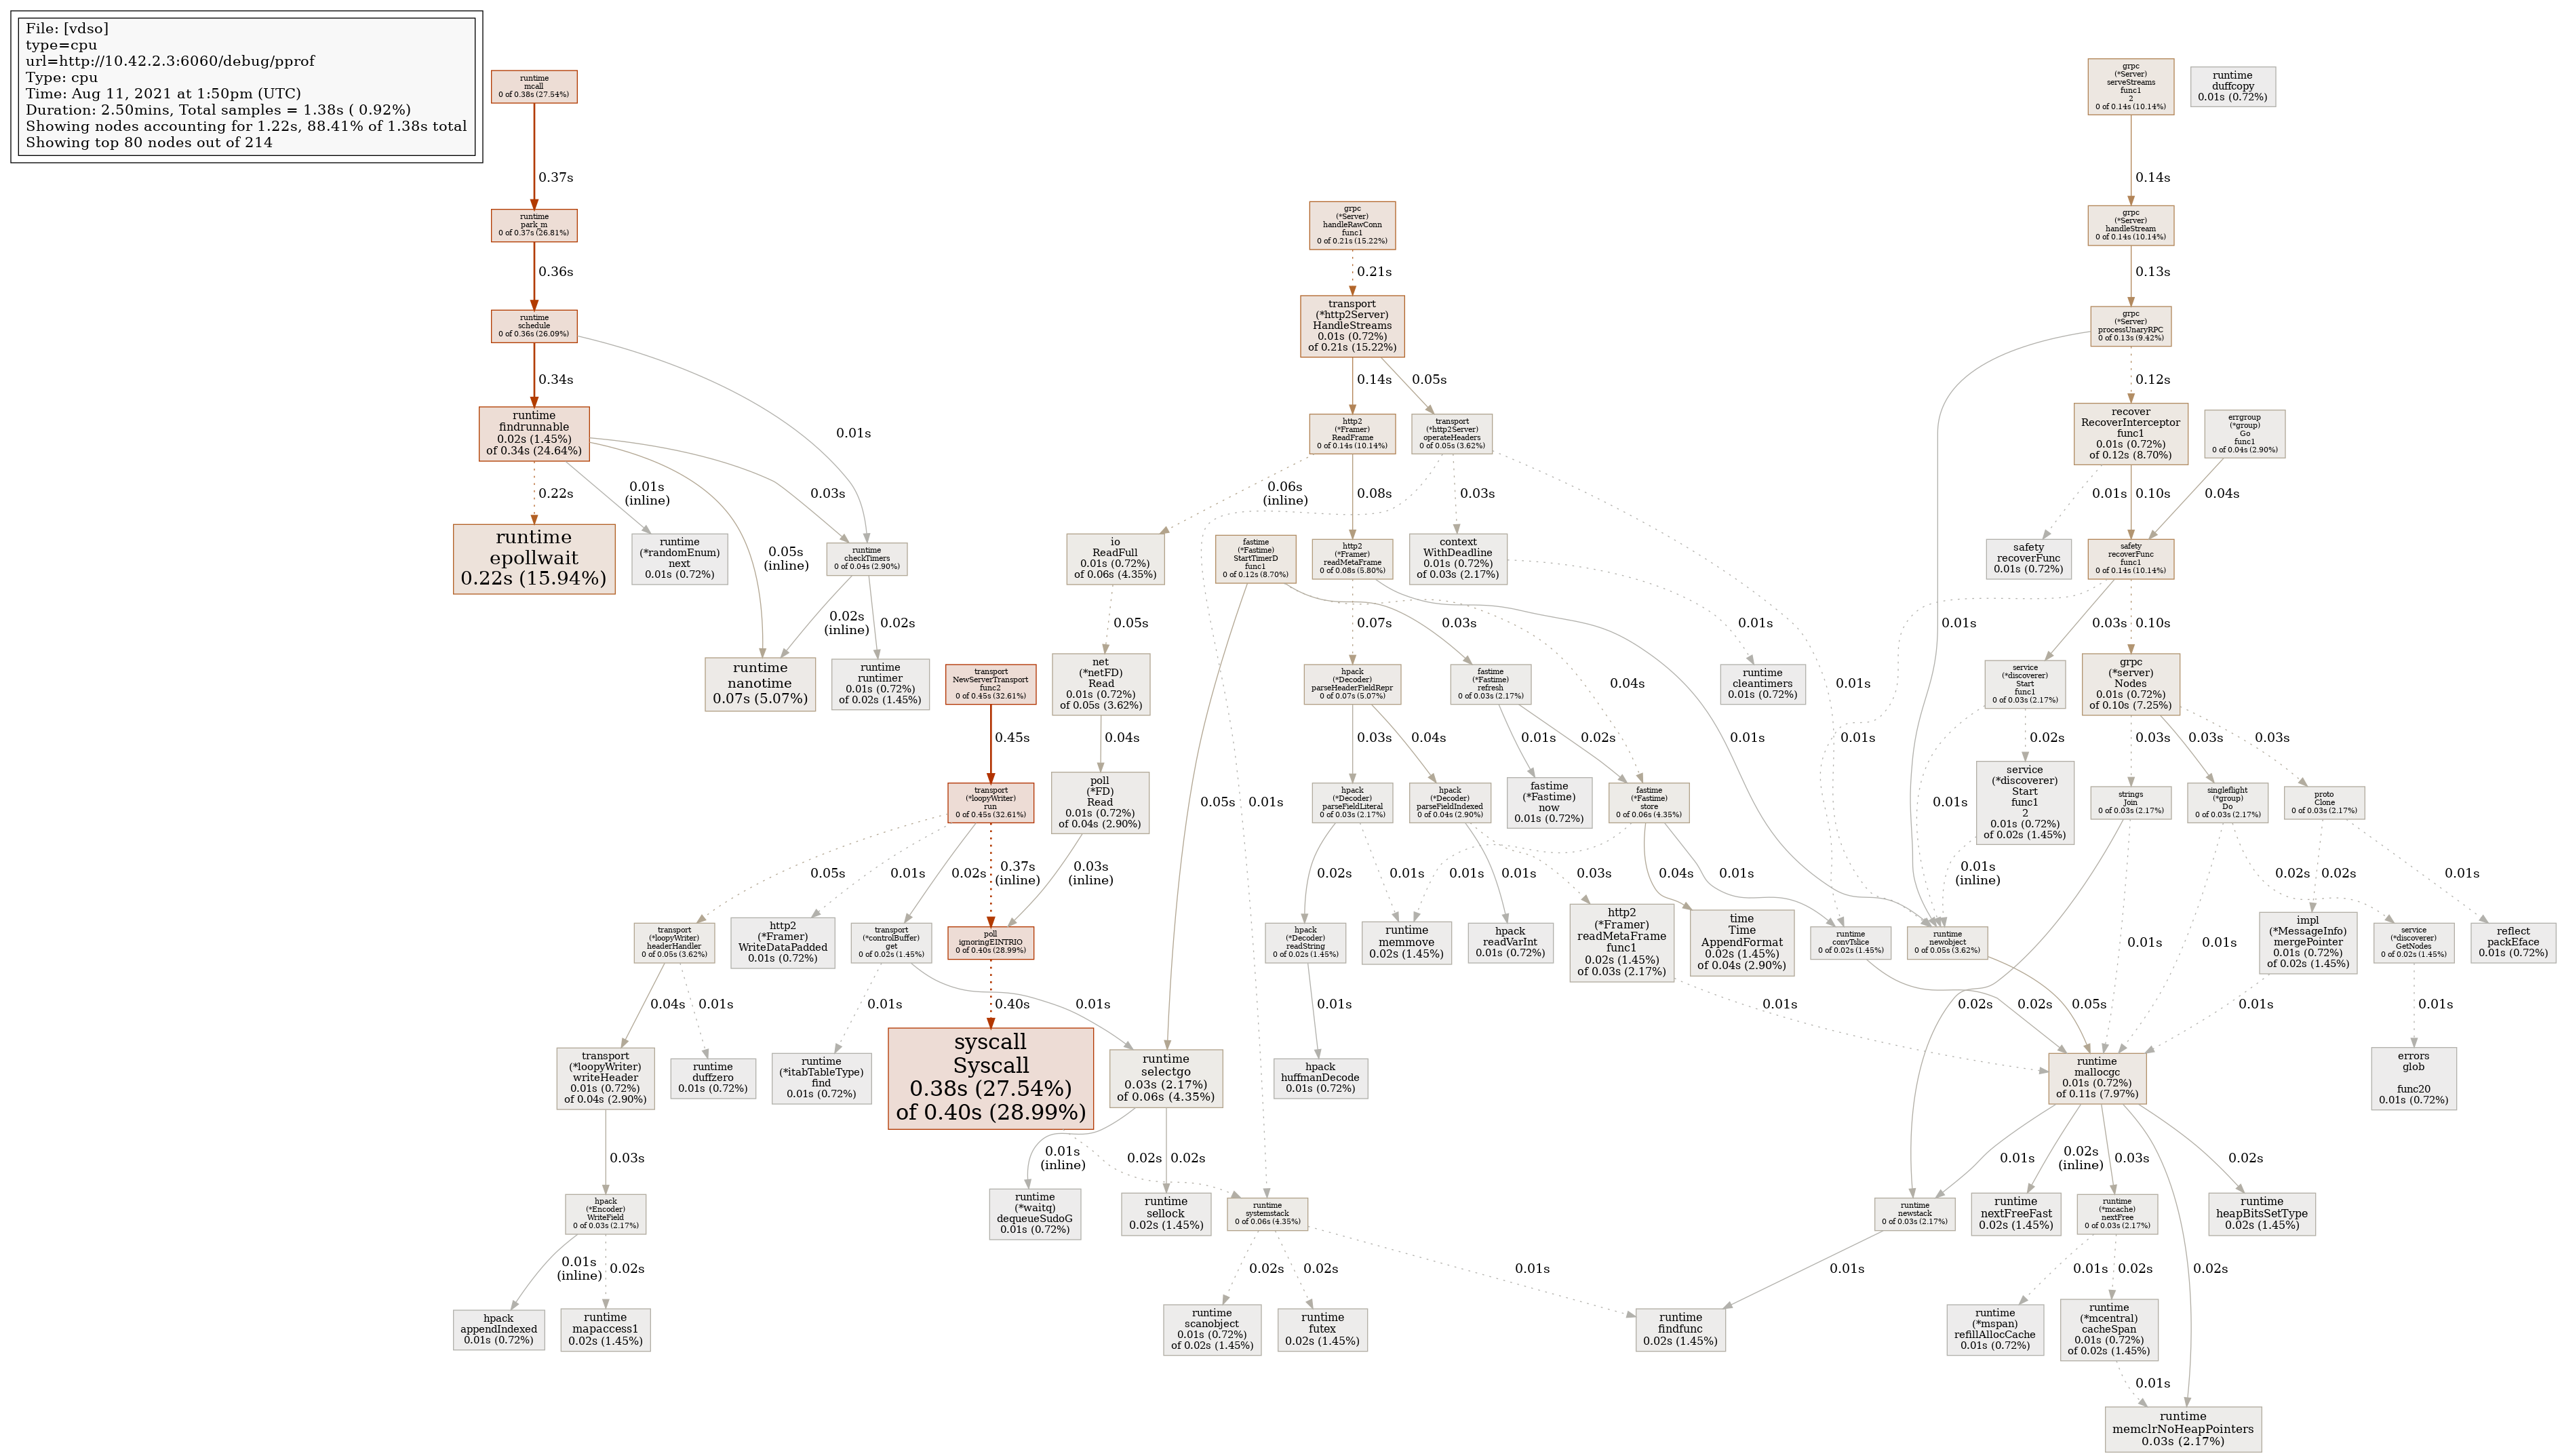 File: [vdso]
type=cpu
url=http://10.42.2.3:6060/debug/pprof
Type: cpu
Time: Aug 11, 2021 at 1:50pm (UTC)
Duration: 2.50mins, Total samples = 1.38s ( 0.92%)
Showing nodes accounting for 1.22s, 88.41% of 1.38s total
Showing top 80 nodes out of 214
runtime
mcall
0 of 0.38s (27.54%)
grpc
(*Server)
serveStreams
func1
2
0 of 0.14s (10.14%)
runtime
duffcopy
0.01s (0.72%)
0.37s
0.14s
runtime
park_m
0 of 0.37s (26.81%)
grpc
(*Server)
handleRawConn
func1
0 of 0.21s (15.22%)
grpc
(*Server)
handleStream
0 of 0.14s (10.14%)
0.36s
0.21s
0.13s
runtime
schedule
0 of 0.36s (26.09%)
transport
(*http2Server)
HandleStreams
0.01s (0.72%)
of 0.21s (15.22%)
grpc
(*Server)
processUnaryRPC
0 of 0.13s (9.42%)
0.34s
0.14s
0.05s
0.12s
runtime
findrunnable
0.02s (1.45%)
of 0.34s (24.64%)
0.01s
http2
(*Framer)
ReadFrame
0 of 0.14s (10.14%)
transport
(*http2Server)
operateHeaders
0 of 0.05s (3.62%)
recover
RecoverInterceptor
func1
0.01s (0.72%)
of 0.12s (8.70%)
errgroup
(*group)
Go
func1
0 of 0.04s (2.90%)
0.22s
0.01s
(inline)
0.03s
0.06s
(inline)
0.08s
0.03s
0.01s
0.10s
0.04s
runtime
epollwait
0.22s (15.94%)
runtime
(*randomEnum)
next
0.01s (0.72%)
0.05s
(inline)
runtime
checkTimers
0 of 0.04s (2.90%)
io
ReadFull
0.01s (0.72%)
of 0.06s (4.35%)
fastime
(*Fastime)
StartTimerD
func1
0 of 0.12s (8.70%)
http2
(*Framer)
readMetaFrame
0 of 0.08s (5.80%)
context
WithDeadline
0.01s (0.72%)
of 0.03s (2.17%)
safety
recoverFunc
0.01s (0.72%)
safety
recoverFunc
func1
0 of 0.14s (10.14%)
0.02s
(inline)
0.02s
0.05s
0.07s
0.03s
0.01s
0.01s
0.03s
0.10s
runtime
nanotime
0.07s (5.07%)
runtime
runtimer
0.01s (0.72%)
of 0.02s (1.45%)
transport
NewServerTransport
func2
0 of 0.45s (32.61%)
net
(*netFD)
Read
0.01s (0.72%)
of 0.05s (3.62%)
hpack
(*Decoder)
parseHeaderFieldRepr
0 of 0.07s (5.07%)
fastime
(*Fastime)
refresh
0 of 0.03s (2.17%)
0.04s
runtime
cleantimers
0.01s (0.72%)
0.01s
service
(*discoverer)
Start
func1
0 of 0.03s (2.17%)
grpc
(*server)
Nodes
0.01s (0.72%)
of 0.10s (7.25%)
0.45s
0.04s
0.03s
0.04s
0.01s
0.02s
0.01s
0.01s
0.02s
0.03s
0.03s
0.03s
transport
(*loopyWriter)
run
0 of 0.45s (32.61%)
poll
(*FD)
Read
0.01s (0.72%)
of 0.04s (2.90%)
0.05s
0.01s
hpack
(*Decoder)
parseFieldLiteral
0 of 0.03s (2.17%)
hpack
(*Decoder)
parseFieldIndexed
0 of 0.04s (2.90%)
fastime
(*Fastime)
now
0.01s (0.72%)
fastime
(*Fastime)
store
0 of 0.06s (4.35%)
0.01s
service
(*discoverer)
Start
func1
2
0.01s (0.72%)
of 0.02s (1.45%)
strings
Join
0 of 0.03s (2.17%)
singleflight
(*group)
Do
0 of 0.03s (2.17%)
proto
Clone
0 of 0.03s (2.17%)
0.05s
0.01s
0.02s
0.37s
(inline)
0.03s
(inline)
0.02s
0.01s
0.01s
0.01s
0.03s
0.04s
0.01s
0.01s
(inline)
0.02s
0.02s
0.01s
transport
(*loopyWriter)
headerHandler
0 of 0.05s (3.62%)
http2
(*Framer)
WriteDataPadded
0.01s (0.72%)
transport
(*controlBuffer)
get
0 of 0.02s (1.45%)
poll
ignoringEINTRIO
0 of 0.40s (28.99%)
hpack
(*Decoder)
readString
0 of 0.02s (1.45%)
runtime
memmove
0.02s (1.45%)
hpack
readVarInt
0.01s (0.72%)
http2
(*Framer)
readMetaFrame
func1
0.02s (1.45%)
of 0.03s (2.17%)
time
Time
AppendFormat
0.02s (1.45%)
of 0.04s (2.90%)
runtime
convTslice
0 of 0.02s (1.45%)
runtime
newobject
0 of 0.05s (3.62%)
impl
(*MessageInfo)
mergePointer
0.01s (0.72%)
of 0.02s (1.45%)
service
(*discoverer)
GetNodes
0 of 0.02s (1.45%)
reflect
packEface
0.01s (0.72%)
0.04s
0.01s
0.01s
0.40s
0.01s
0.01s
0.01s
0.02s
0.02s
0.05s
0.01s
0.01s
0.01s
0.01s
transport
(*loopyWriter)
writeHeader
0.01s (0.72%)
of 0.04s (2.90%)
runtime
duffzero
0.01s (0.72%)
runtime
(*itabTableType)
find
0.01s (0.72%)
syscall
Syscall
0.38s (27.54%)
of 0.40s (28.99%)
runtime
selectgo
0.03s (2.17%)
of 0.06s (4.35%)
hpack
huffmanDecode
0.01s (0.72%)
runtime
mallocgc
0.01s (0.72%)
of 0.11s (7.97%)
errors
glob
func20
0.01s (0.72%)
0.03s
0.01s
(inline)
0.02s
0.02s
0.01s
0.02s
(inline)
0.03s
0.02s
hpack
(*Encoder)
WriteField
0 of 0.03s (2.17%)
runtime
(*waitq)
dequeueSudoG
0.01s (0.72%)
runtime
sellock
0.02s (1.45%)
runtime
systemstack
0 of 0.06s (4.35%)
runtime
newstack
0 of 0.03s (2.17%)
runtime
nextFreeFast
0.02s (1.45%)
runtime
(*mcache)
nextFree
0 of 0.03s (2.17%)
runtime
heapBitsSetType
0.02s (1.45%)
0.01s
(inline)
0.02s
0.02s
0.02s
0.01s
0.01s
0.01s
0.02s
0.02s
hpack
appendIndexed
0.01s (0.72%)
runtime
mapaccess1
0.02s (1.45%)
runtime
scanobject
0.01s (0.72%)
of 0.02s (1.45%)
runtime
futex
0.02s (1.45%)
runtime
findfunc
0.02s (1.45%)
runtime
(*mspan)
refillAllocCache
0.01s (0.72%)
runtime
(*mcentral)
cacheSpan
0.01s (0.72%)
of 0.02s (1.45%)
0.01s
runtime
memclrNoHeapPointers
0.03s (2.17%)